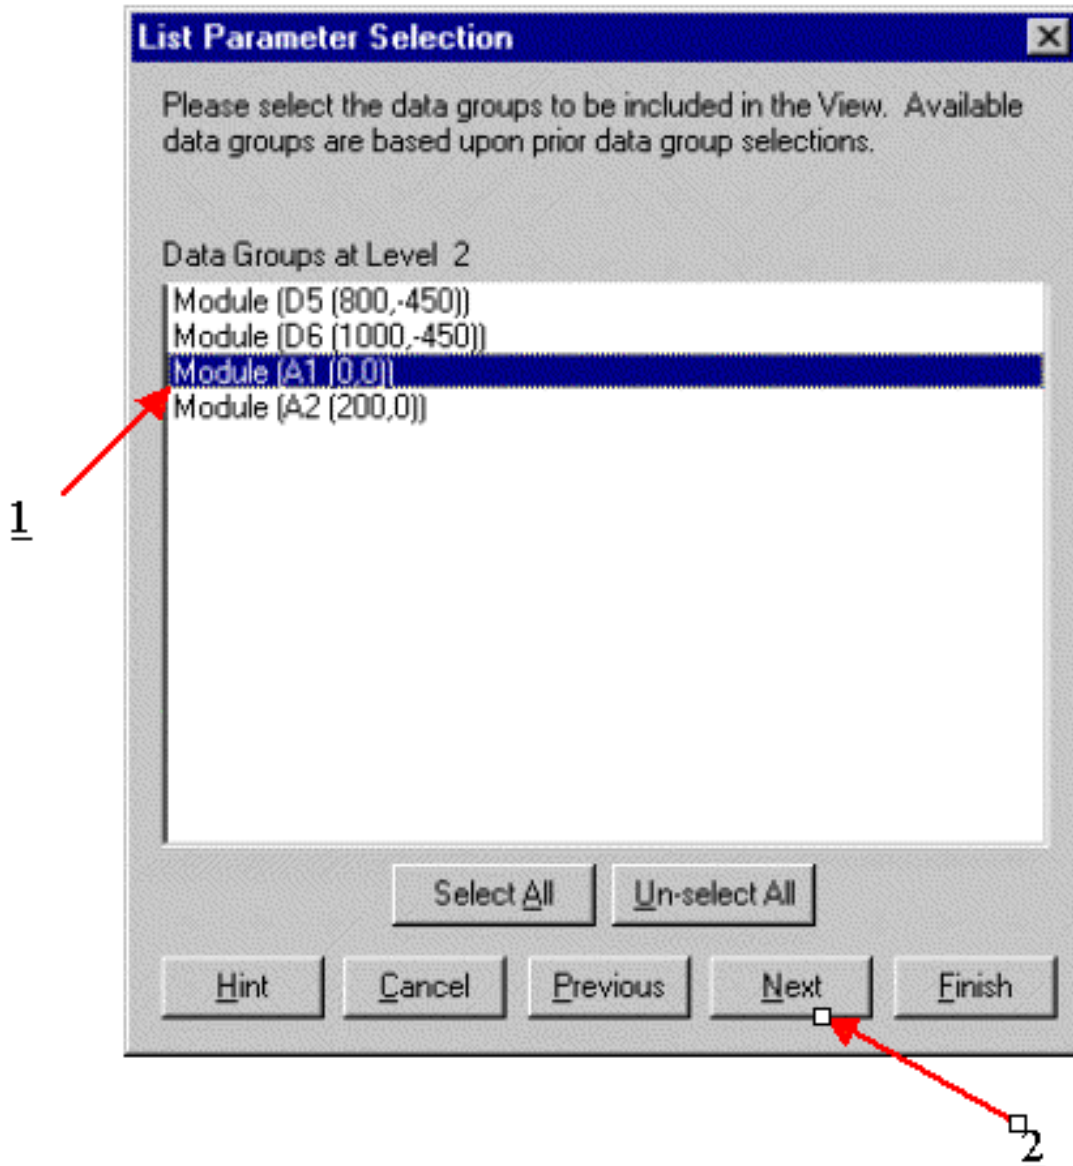 List Parameter Selection
Please select the data groups to be included in the View.  Available
data groups are based upon prior data group selections.
Data Groups at Level  2
Module (D5 (800,-450))
Module (D6 (1000,-450))
Module (A1 (0,0))
Module (A2 (200,0))
1
Select All
Un-select All
Hint
Cancel
Previous
Next
Finish
2